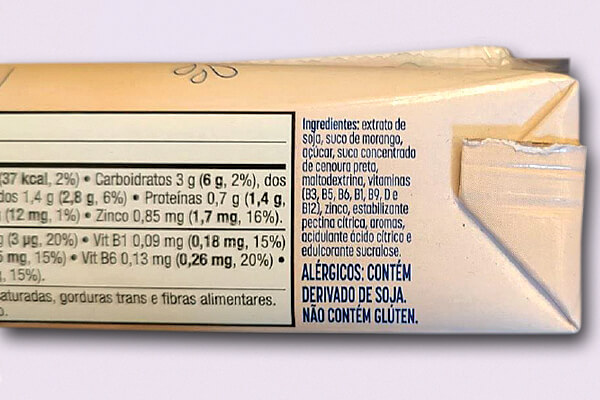 (37 kcal, 2%) • Carboidratos 3 g (6 g, 2%), dos
dos 1,4 g (2,8 g, 6%) • Proteínas 0,7 g (1,4 g,
(12 mg, 1%) • Zinco 0,85 mg (1,7 mg, 16%).
g (3 µg, 20%) • Vit B1 0,09 mg (0,18 mg, 15%)
mg, 15%) • Vit B6 0,13 mg (0,26 mg, 20%) •
, 15%).
aturadas, gorduras trans e fibras alimentares.
Ingredientes: extrato de
soja, suco de morango,
açúcar, suco concentrado
de cenoura preta,
maltodextrina, vitaminas
(B3, B5, B6, B1, B9, D e
B12), zinco, estabilizante
pectina cítrica, aromas,
acidulante ácido cítrico e
edulcorante sucralose.
ALÉRGICOS: CONTÉM
DERIVADO DE SOJA.
NÃO CONTÉM GLÚTEN.